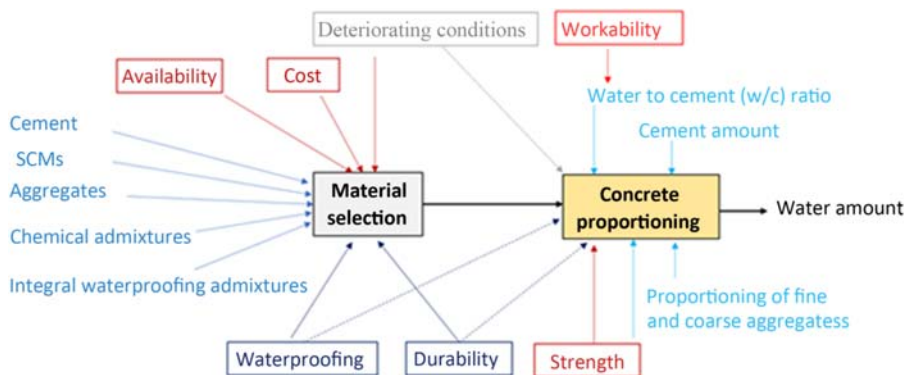 Deteriorating conditions
Workability
Availability
Cost
Water to cement (w/c) ratio
Cement
Cement amount
SCMs
Aggregates
Material
selection
Concrete
proportioning
Water amount
Chemical admixtures
Integral waterproofing admixtures
Proportioning of fine
and coarse aggregatess
Waterproofing
Durability
Strength